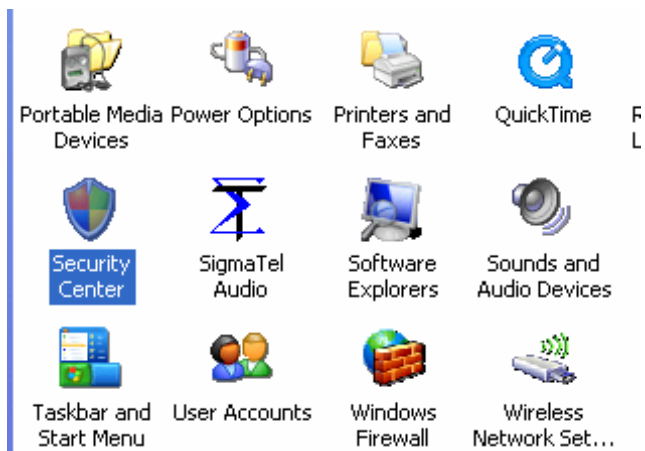 Portable Media Devices
Power Options
Printers and Faxes
QuickTime
R
L
Security Center
SigmaTel Audio
Software Explorers
Sounds and Audio Devices
Taskbar and Start Menu
User Accounts
Windows Firewall
Wireless Network Set...